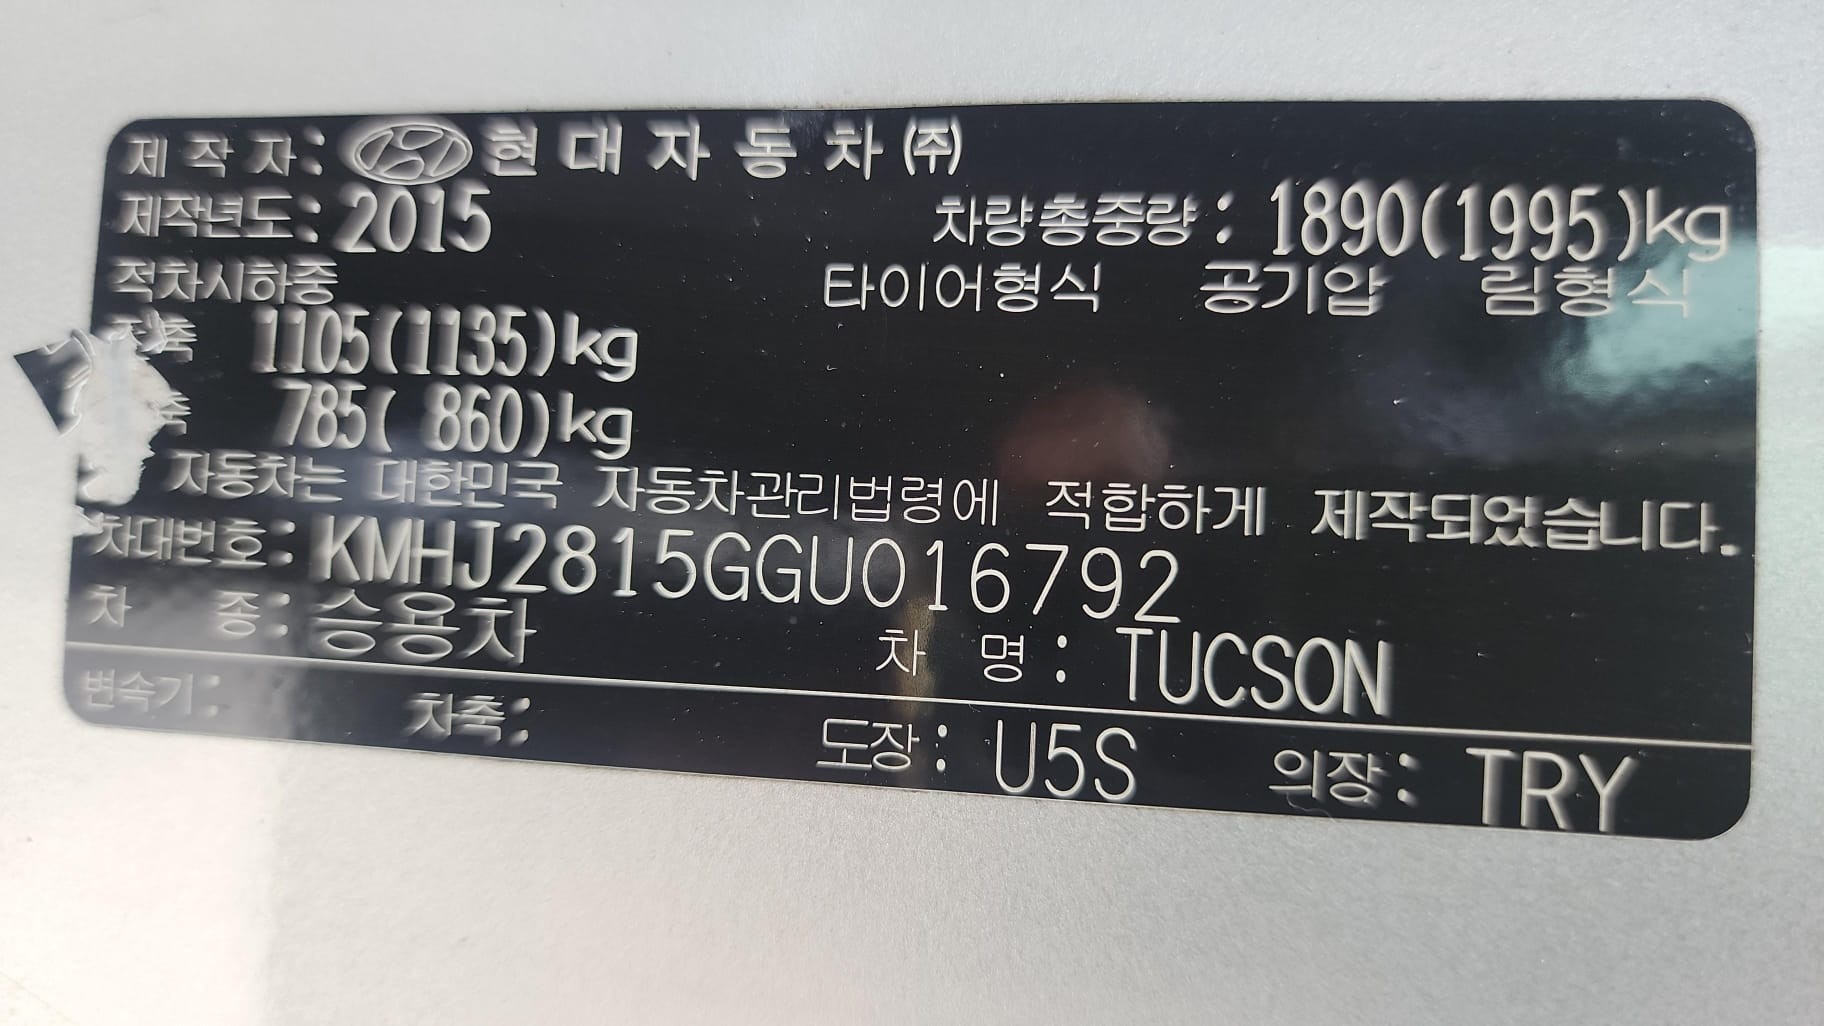 제작자: 현대자동차㈜
제작년도: 2015 차량총중량: 1890(1995)kg
적차시하중 타이어형식 공기압 림형식
1105(1135)kg
785( 860)kg
자동차는 대한민국 자동차관리법령에 적합하게 제작되었습니다.
차대번호: KMHJ2815GGU016792
차 종: 승용차 차 명: TUCSON
변속기: 차축: 도장: U5S 의장: TRY